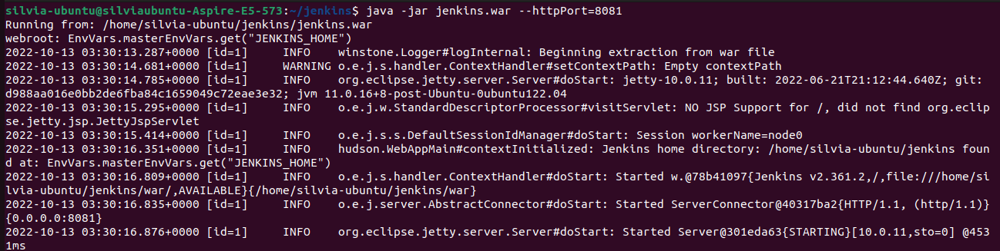 silvia-ubuntu@silviaubuntu-Aspire-E5-573:~/jenkins$ java -jar jenkins.war --httpPort=8081
Running from: /home/silvia-ubuntu/jenkins/jenkins.war
webroot: EnvVars.masterEnvVars.get("JENKINS_HOME")
2022-10-13 03:30:13.287+0000 [id=1]     INFO    winstone.Logger#logInternal: Beginning extraction from war file
2022-10-13 03:30:14.681+0000 [id=1]     WARNING o.e.j.s.handler.ContextHandler#setContextPath: Empty contextPath
2022-10-13 03:30:14.785+0000 [id=1]     INFO    org.eclipse.jetty.server.Server#doStart: jetty-10.0.11; built: 2022-06-21T21:12:44.640Z; git:
d988aa016e0bb2de6fba84c1659049c72eae3e32; jvm 11.0.16+8-post-Ubuntu-0ubuntu122.04
2022-10-13 03:30:15.295+0000 [id=1]     INFO    o.e.j.w.StandardDescriptorProcessor#visitServlet: NO JSP Support for /, did not find org.eclip
se.jetty.jsp.JettyJspServlet
2022-10-13 03:30:15.414+0000 [id=1]     INFO    o.e.j.s.s.DefaultSessionIdManager#doStart: Session workerName=node0
2022-10-13 03:30:16.351+0000 [id=1]     INFO    hudson.WebAppMain#contextInitialized: Jenkins home directory: /home/silvia-ubuntu/jenkins foun
d at: EnvVars.masterEnvVars.get("JENKINS_HOME")
2022-10-13 03:30:16.809+0000 [id=1]     INFO    o.e.j.s.handler.ContextHandler#doStart: Started w.@78b41097{Jenkins v2.361.2,/,file:///home/si
lvia-ubuntu/jenkins/war/,AVAILABLE}{/home/silvia-ubuntu/jenkins/war}
2022-10-13 03:30:16.835+0000 [id=1]     INFO    o.e.j.server.AbstractConnector#doStart: Started ServerConnector@40317ba2{HTTP/1.1, (http/1.1)}
{0.0.0.0:8081}
2022-10-13 03:30:16.876+0000 [id=1]     INFO    org.eclipse.jetty.server.Server#doStart: Started Server@301eda63{STARTING}[10.0.11,sto=0] @453
1ms